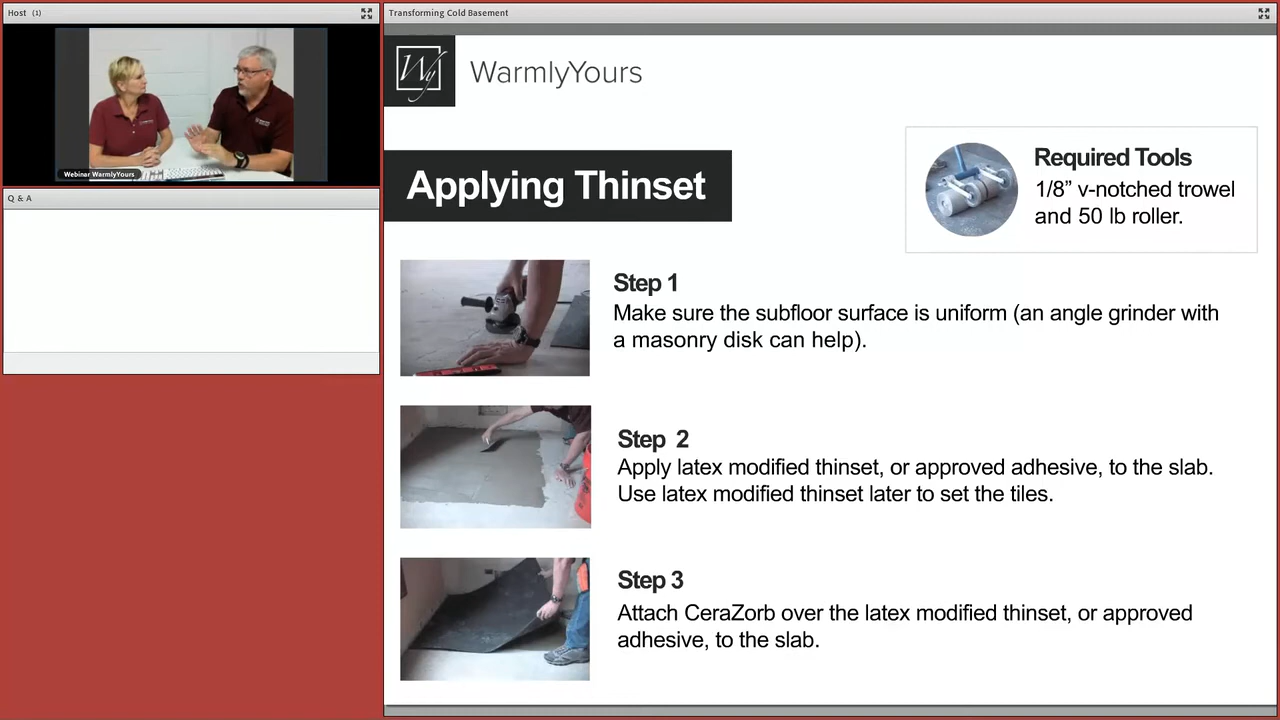 Host (1)
Transforming Cold Basement
Webinar WarmlyYours
Q & A
Wy
WarmlyYours
Applying Thinset
Required Tools
1/8” v-notched trowel
and 50 lb roller.
Step 1
Make sure the subfloor surface is uniform (an angle grinder with
a masonry disk can help).
Step 2
Apply latex modified thinset, or approved adhesive, to the slab.
Use latex modified thinset later to set the tiles.
Step 3
Attach CeraZorb over the latex modified thinset, or approved
adhesive, to the slab.